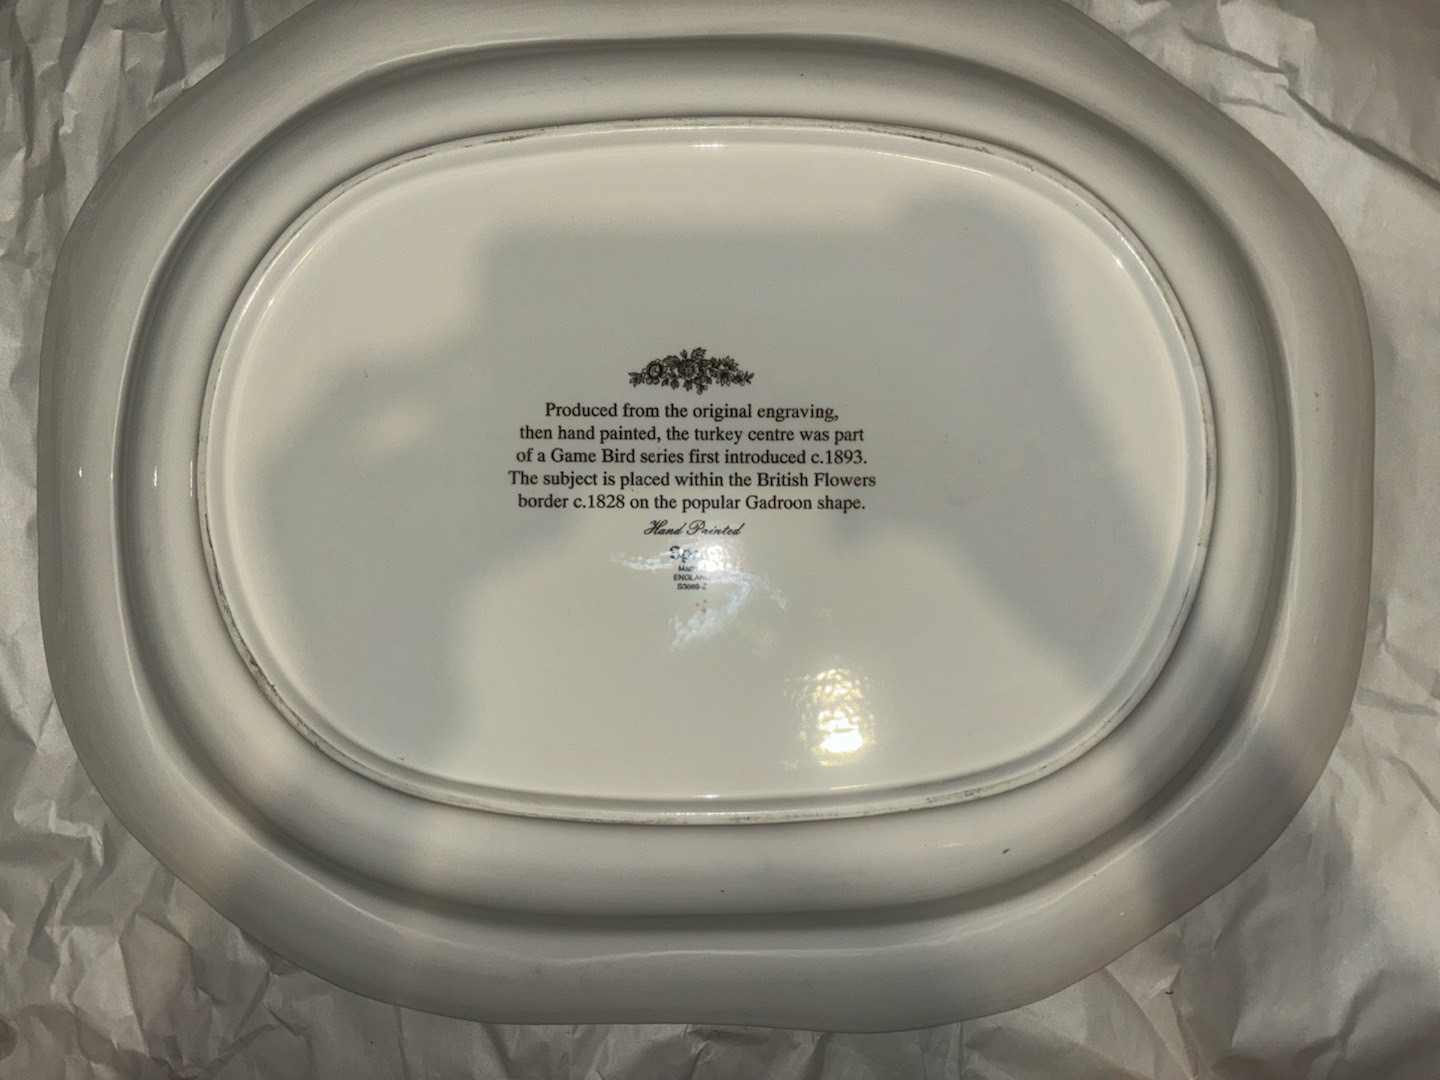 Produced from the original engraving,
then hand painted, the turkey centre was part
of a Game Bird series first introduced c.1893.
The subject is placed within the British Flowers
border c.1828 on the popular Gadroon shape.
Hand Painted
ENGLAND